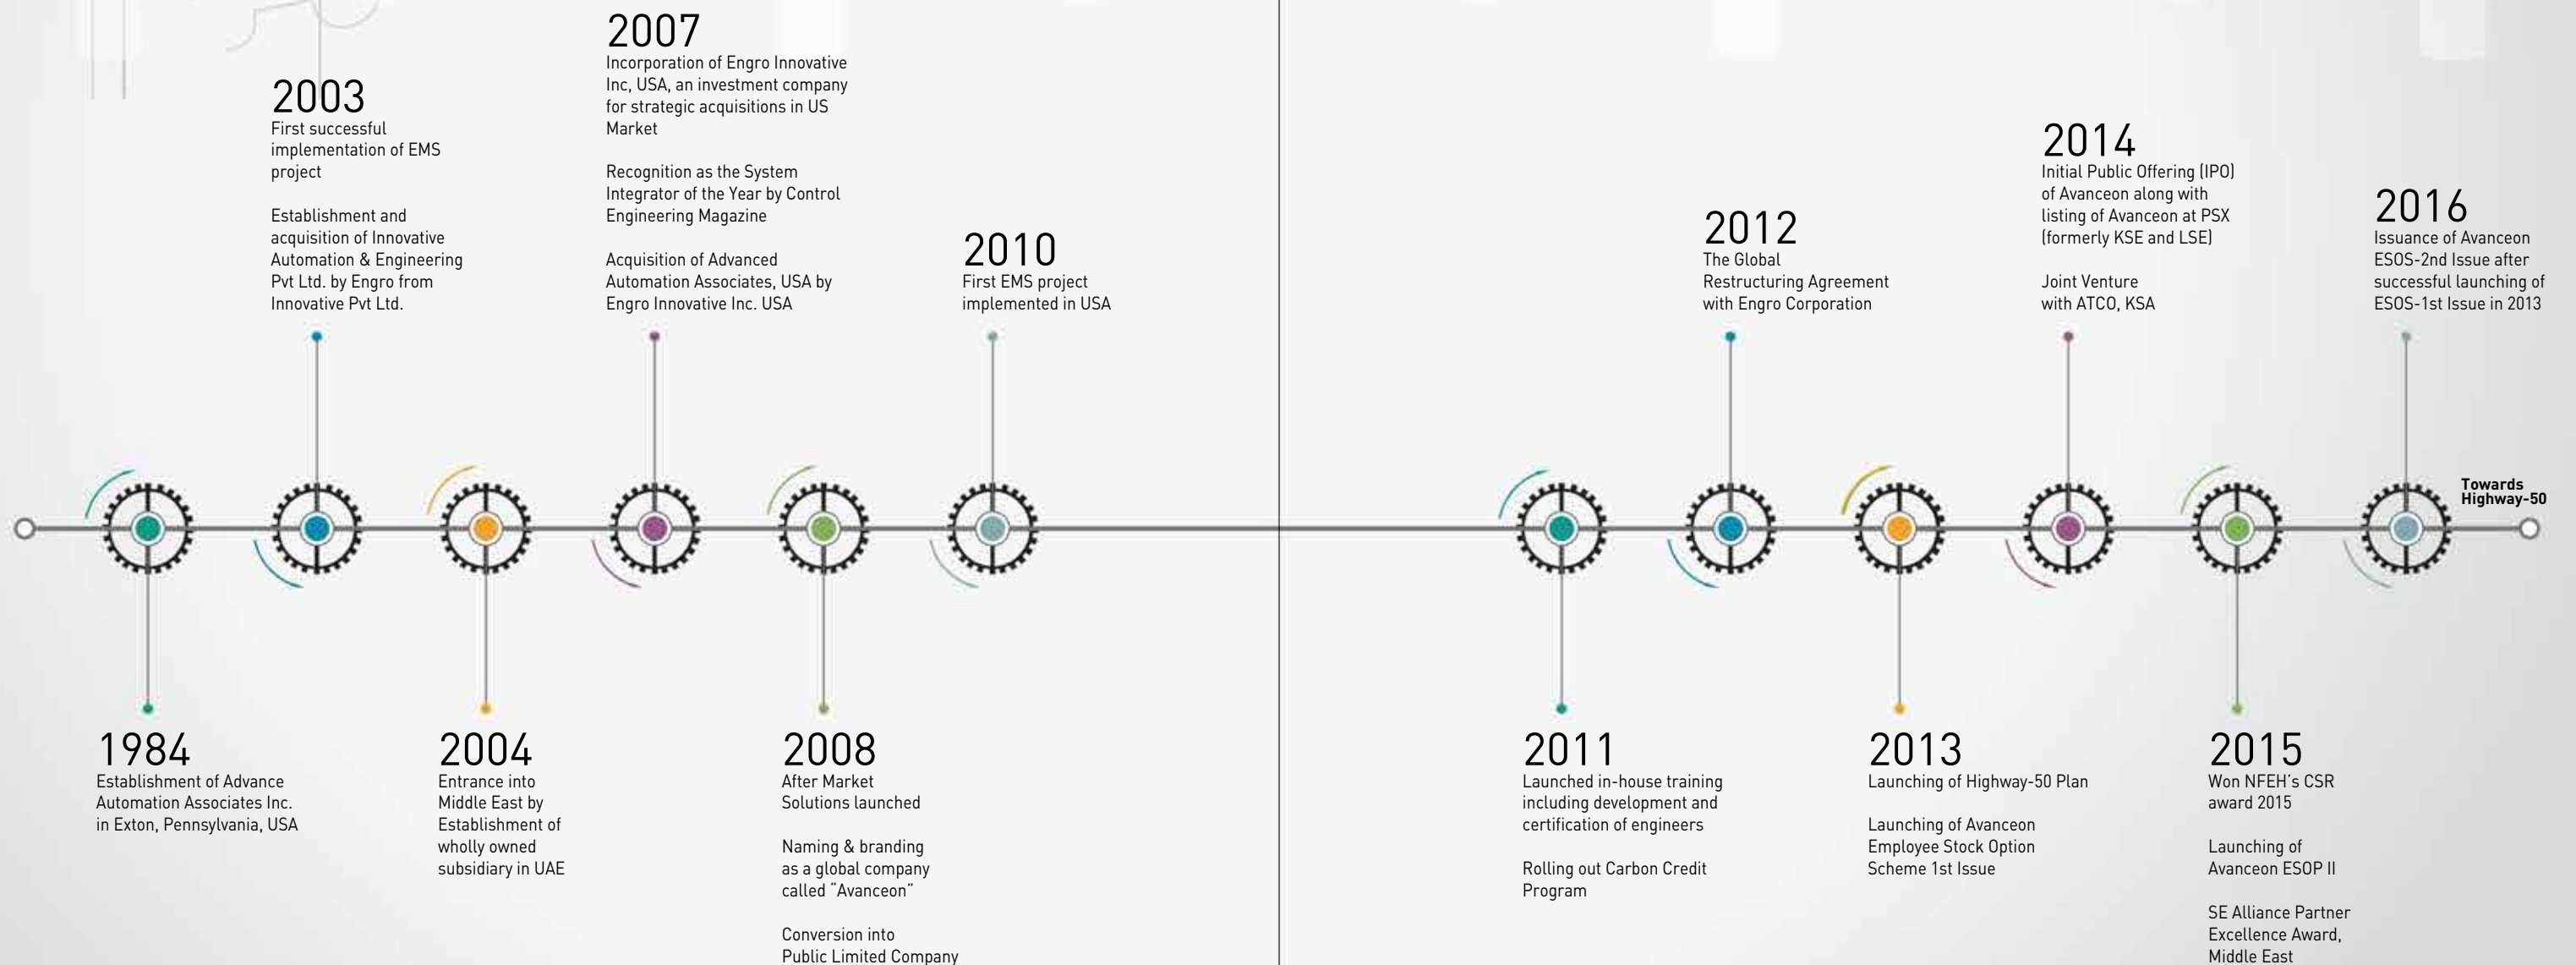 2003
First successful
implementation of EMS
project
Establishment and
acquisition of Innovative
Automation & Engineering
Pvt Ltd. by Engro from
Innovative Pvt Ltd.
2007
Incorporation of Engro Innovative
Inc, USA, an investment company
for strategic acquisitions in US
Market
Recognition as the System
Integrator of the Year by Control
Engineering Magazine
Acquisition of Advanced
Automation Associates, USA by
Engro Innovative Inc. USA
2010
First EMS project
implemented in USA
2012
The Global
Restructuring Agreement
with Engro Corporation
2014
Initial Public Offering (IPO)
of Avanceon along with
listing of Avanceon at PSX
(formerly KSE and LSE)
Joint Venture
with ATCO, KSA
2016
Issuance of Avanceon
ESOS-2nd Issue after
successful launching of
ESOS-1st Issue in 2013
Towards
Highway-50
1984
Establishment of Advance
Automation Associates Inc.
in Exton, Pennsylvania, USA
2004
Entrance into
Middle East by
Establishment of
wholly owned
subsidiary in UAE
2008
After Market
Solutions launched
Naming & branding
as a global company
called “Avanceon”
Conversion into
Public Limited Company
2011
Launched in-house training
including development and
certification of engineers
Rolling out Carbon Credit
Program
2013
Launching of Highway-50 Plan
Launching of Avanceon
Employee Stock Option
Scheme 1st Issue
2015
Won NFEH's CSR
award 2015
Launching of
Avanceon ESOP II
SE Alliance Partner
Excellence Award,
Middle East